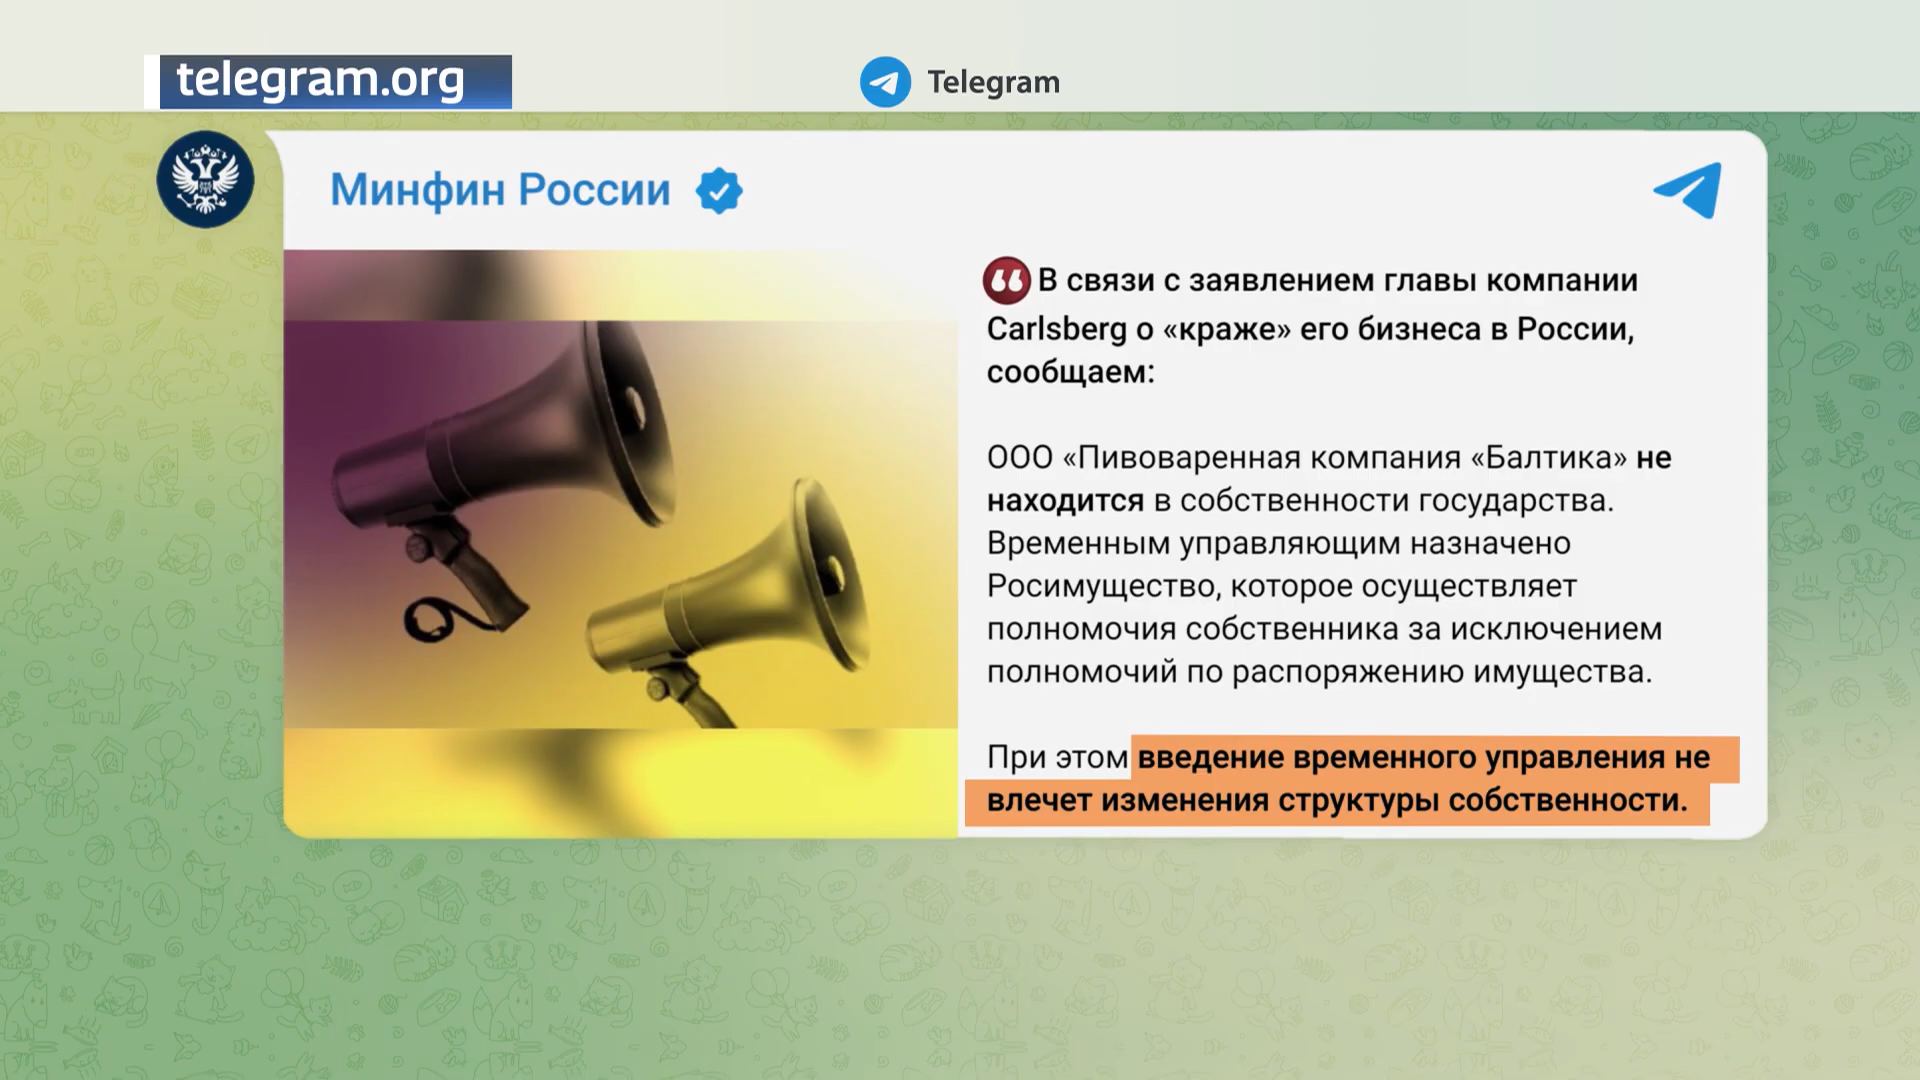 telegram.org
Telegram
Минфин России
В связи с заявлением главы компании
Carlsberg о «краже» его бизнеса в России,
сообщаем:
ООО «Пивоваренная компания «Балтика» не
находится в собственности государства.
Временным управляющим назначено
Росимущество, которое осуществляет
полномочия собственника за исключением
полномочий по распоряжению имущества.
При этом введение временного управления не
влечет изменения структуры собственности.